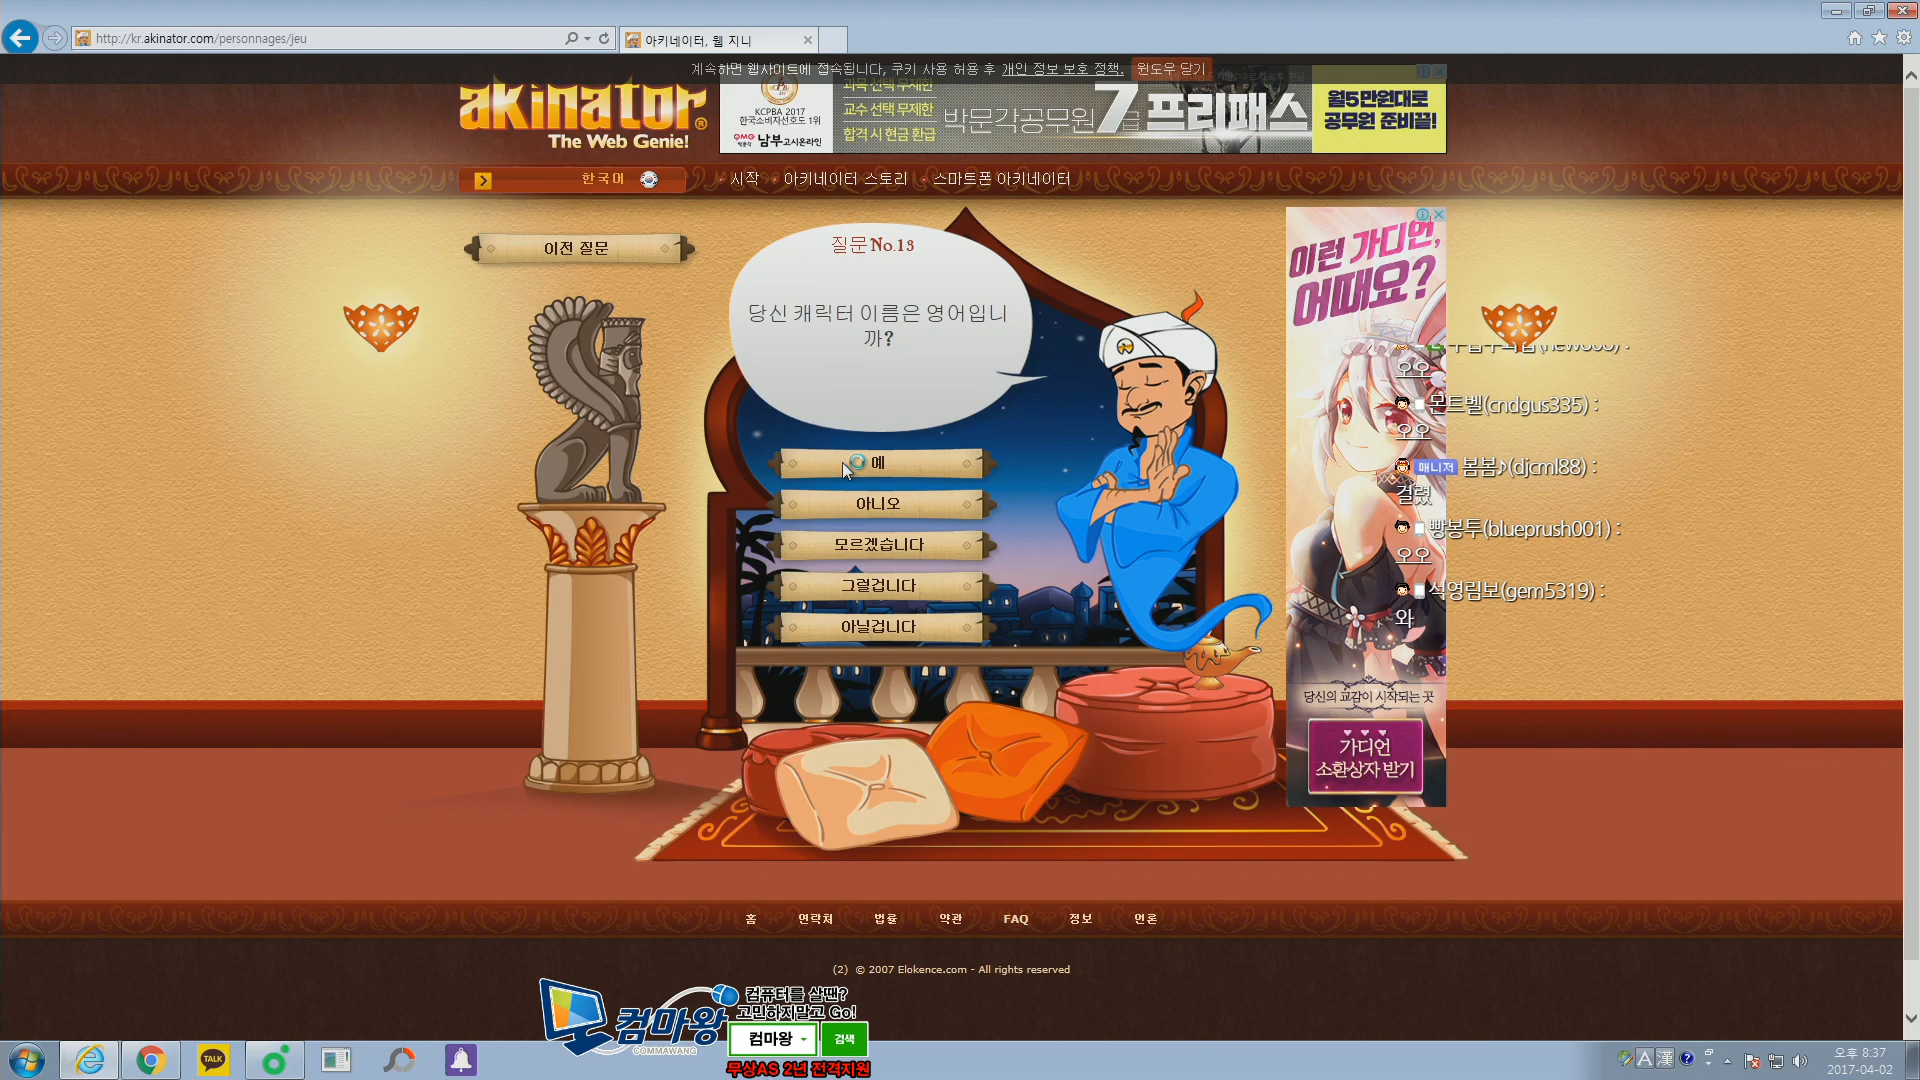 http://kr.akinator.com/personnages/jeu
아키네이터, 웹 지니
계속하면 웹사이트에 접속됩니다, 쿠키 사용 허용 후 개인 정보 보호 정책. 윈도우 닫기
akinator®
The Web Genie!
KCPBA 2017
한국소비자선호도 1위
남부고시온라인
과목 선택 무제한
교수 선택 무제한
합격 시 현금 환급
박문각공무원 7급 프리패스
월5만원대로
공무원 준비끝!
한국어
시작
아키네이터 스토리
스마트폰 아키네이터
이전 질문
질문 No.13
당신 캐릭터 이름은 영어입니
까?
예
아니오
모르겠습니다
그럴겁니다
아닐겁니다
이런 가디언,
어때요?
오오
몬트벨(cndgus335) :
오오
매니저 봄봄♪(djcml88) :
걸렸
빵봉투(blueprush001) :
오오
석영림보(gem5319) :
와
당신의 교감이 시작되는 곳
가디언
소환상자 받기
홈 연락처 법률 약관 FAQ 정보 언론
(2) © 2007 Elokence.com - All rights reserved
컴마왕
COMMAWANG
컴퓨터를 살땐?
고민하지말고 Go!
컴마왕 검색
무상AS 2년 전격지원
TALK
A 漢
오후 8:37
2017-04-02